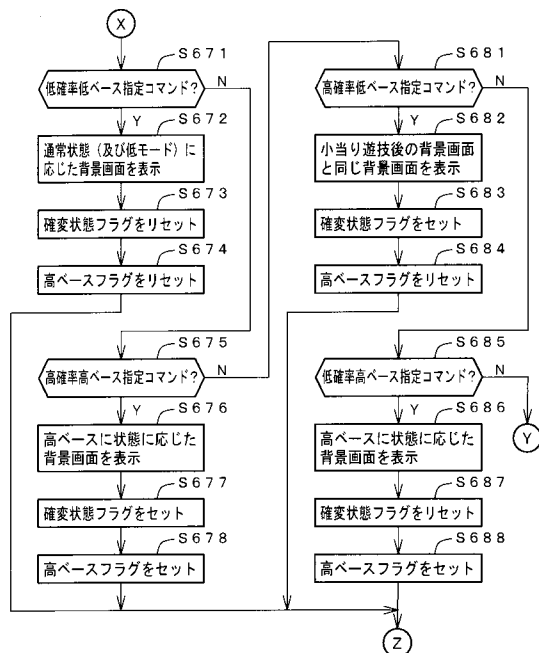 X
S671
低確率低ベース指定コマンド?
N
Y
S672
通常状態(及び低モード)に
応じた背景画面を表示
S673
確変状態フラグをリセット
S674
高ベースフラグをリセット
S675
高確率高ベース指定コマンド?
N
Y
S676
高ベースに状態に応じた
背景画面を表示
S677
確変状態フラグをセット
S678
高ベースフラグをセット
S681
高確率低ベース指定コマンド?
N
Y
S682
小当り遊技後の背景画面
と同じ背景画面を表示
S683
確変状態フラグをセット
S684
高ベースフラグをリセット
S685
低確率高ベース指定コマンド?
N
Y
Y
S686
高ベースに状態に応じた
背景画面を表示
S687
確変状態フラグをリセット
S688
高ベースフラグをセット
Z